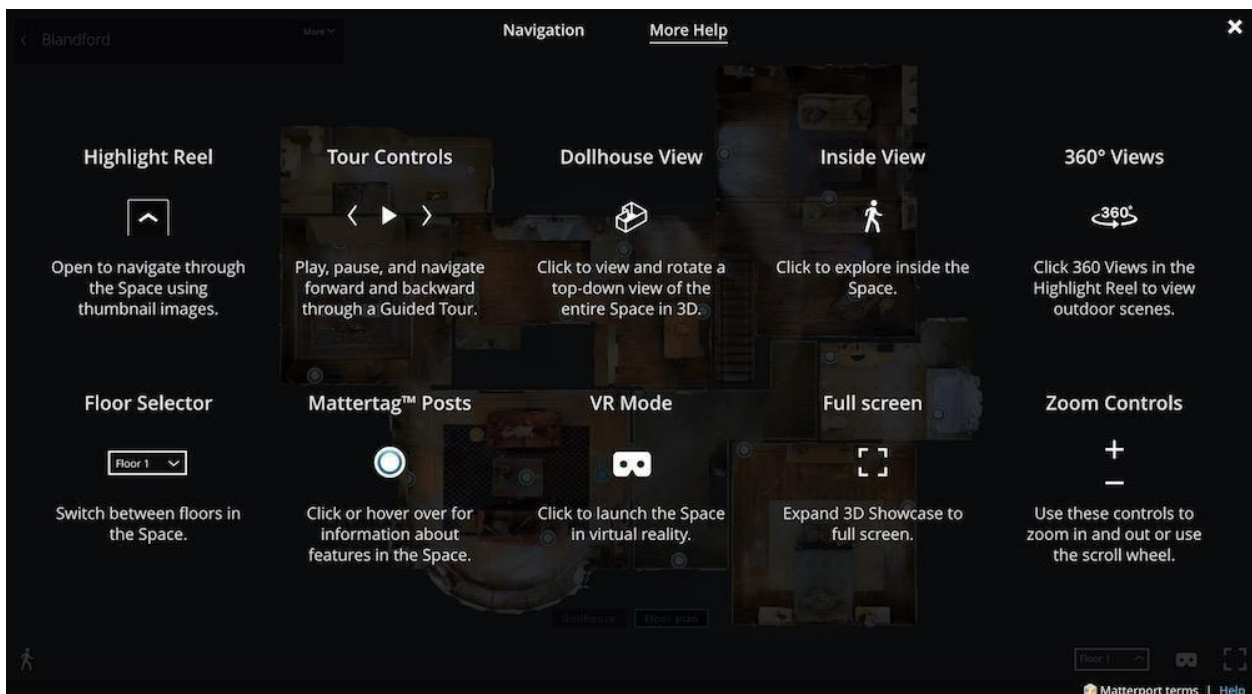 Blandford
More
Navigation
More Help
Highlight Reel
Open to navigate through
the Space using
thumbnail images.
Tour Controls
Play, pause, and navigate
forward and backward
through a Guided Tour.
Dollhouse View
Click to view and rotate a
top-down view of the
entire Space in 3D.
Inside View
Click to explore inside the
Space.
360° Views
360°
Click 360 Views in the
Highlight Reel to view
outdoor scenes.
Floor Selector
Floor 1
Switch between floors in
the Space.
Mattertag™ Posts
Click or hover over for
information about
features in the Space.
VR Mode
Click to launch the Space
in virtual reality.
Full screen
Expand 3D Showcase to
full screen.
Zoom Controls
Use these controls to
zoom in and out or use
the scroll wheel.
Dollhouse
Floor plan
Floor 1
Matterport terms | Help